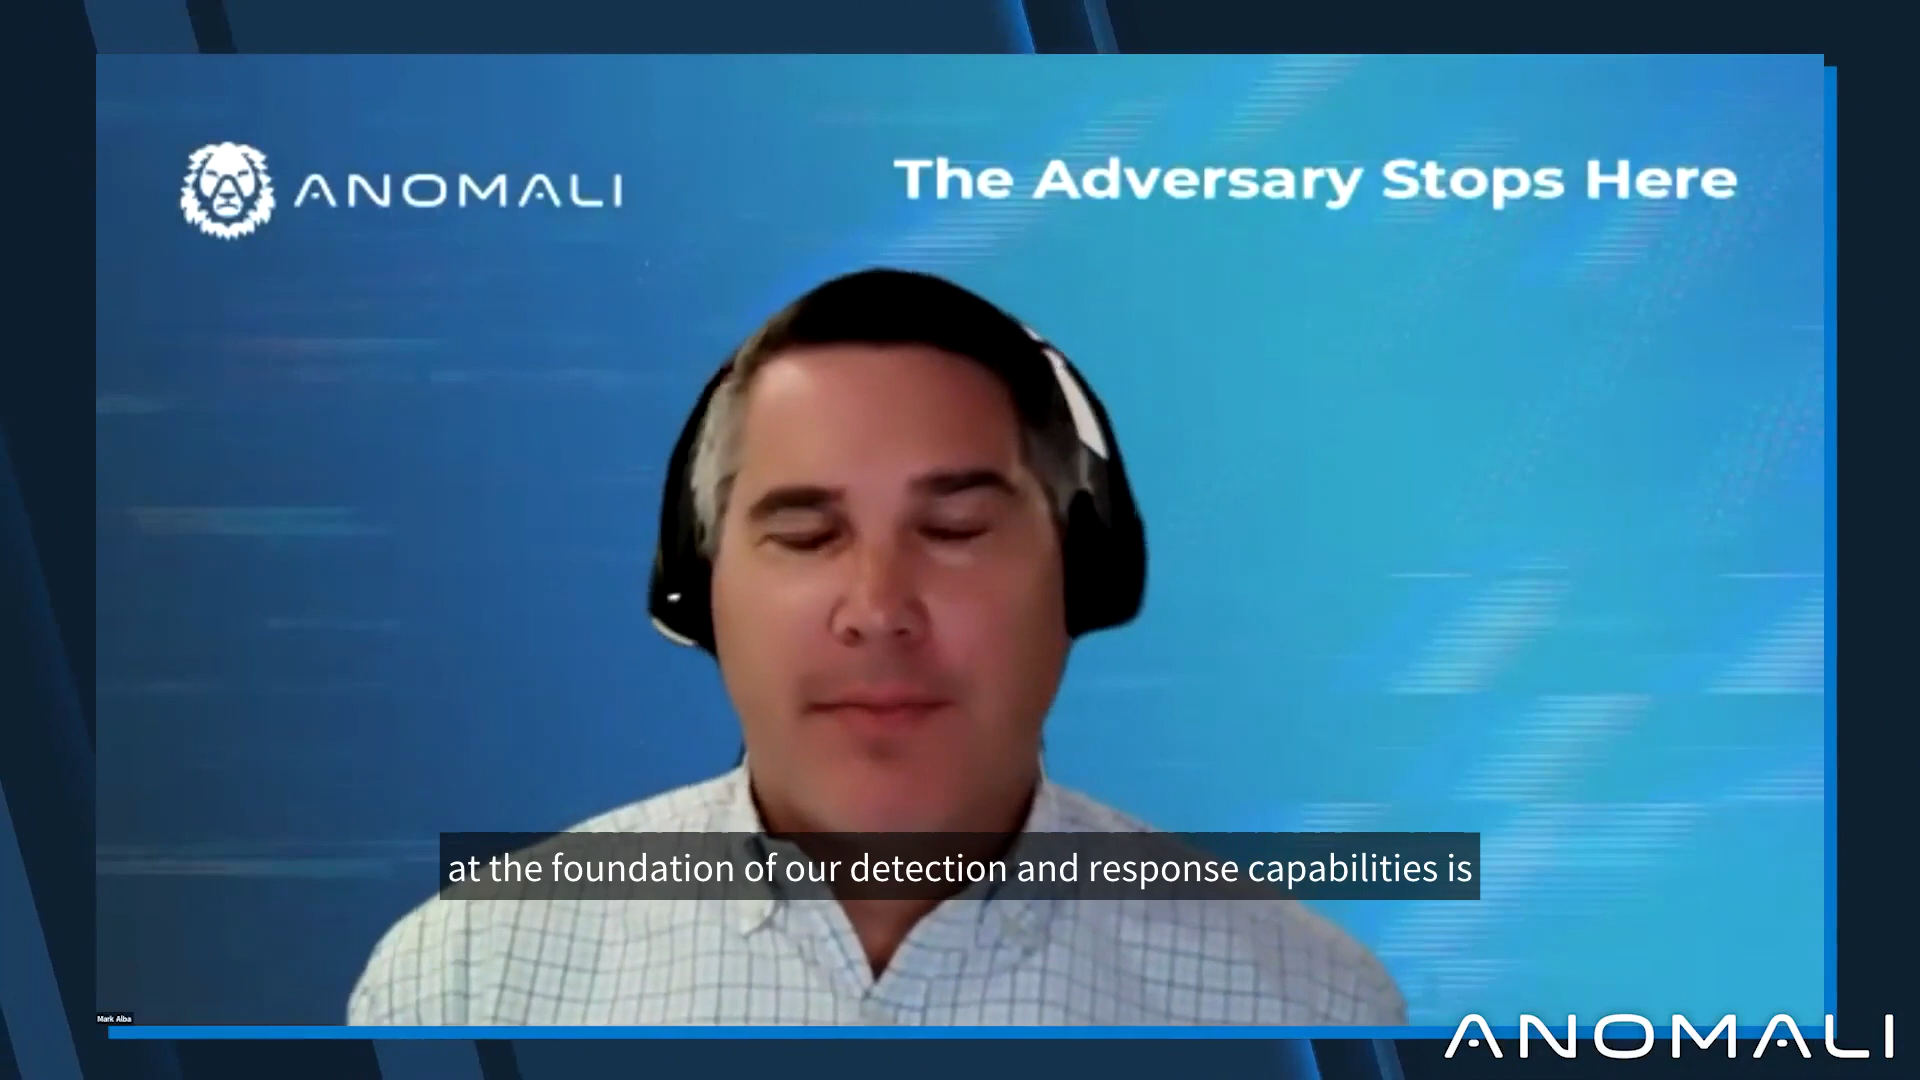 ANOMALI
The Adversary Stops Here
at the foundation of our detection and response capabilities is
Mark Alba
ANOMALI